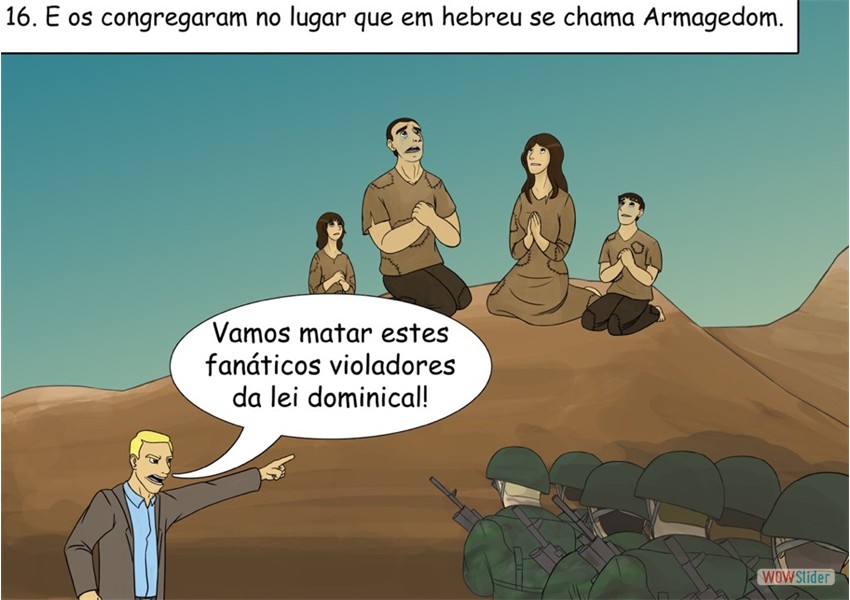 16. E os congregaram no lugar que em hebreu se chama Armagedom.
Vamos matar estes
fanáticos violadores
da lei dominical!
WOWSlider